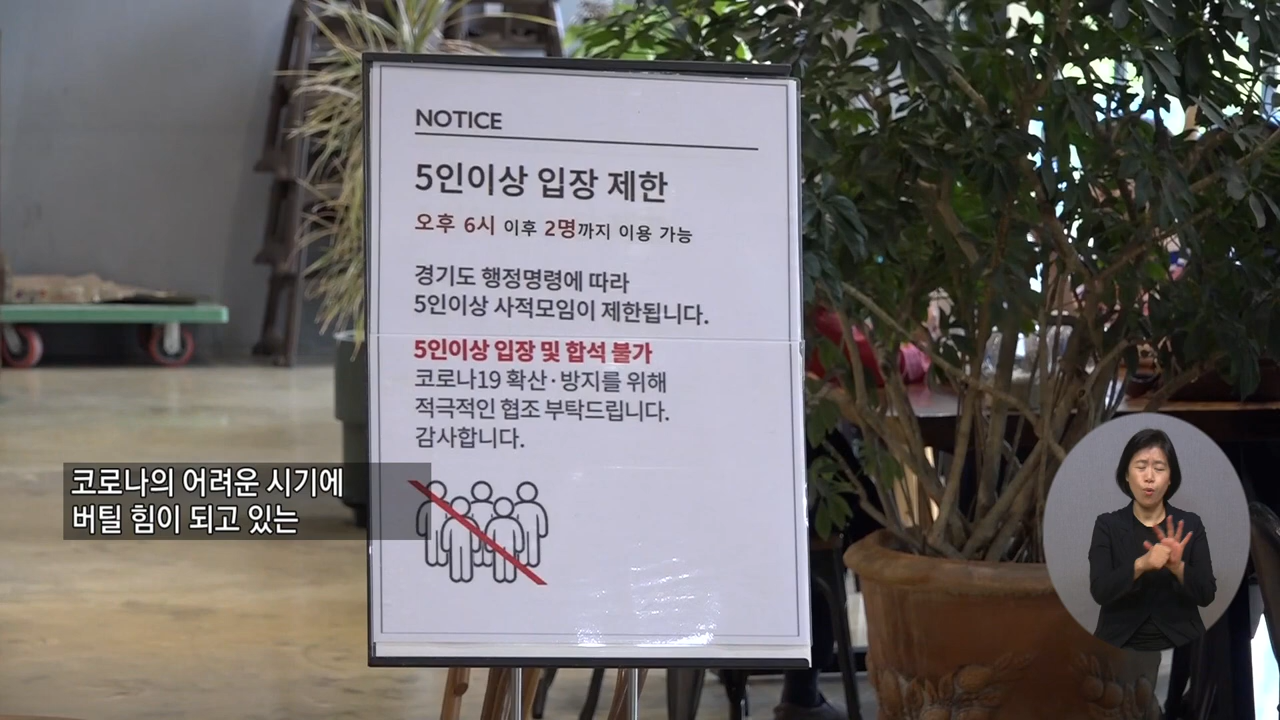 NOTICE
5인이상 입장 제한
오후 6시 이후 2명까지 이용 가능
경기도 행정명령에 따라
5인이상 사적모임이 제한됩니다.
5인이상 입장 및 합석 불가
코로나19 확산·방지를 위해
적극적인 협조 부탁드립니다.
감사합니다.
코로나의 어려운 시기에
버틸 힘이 되고 있는